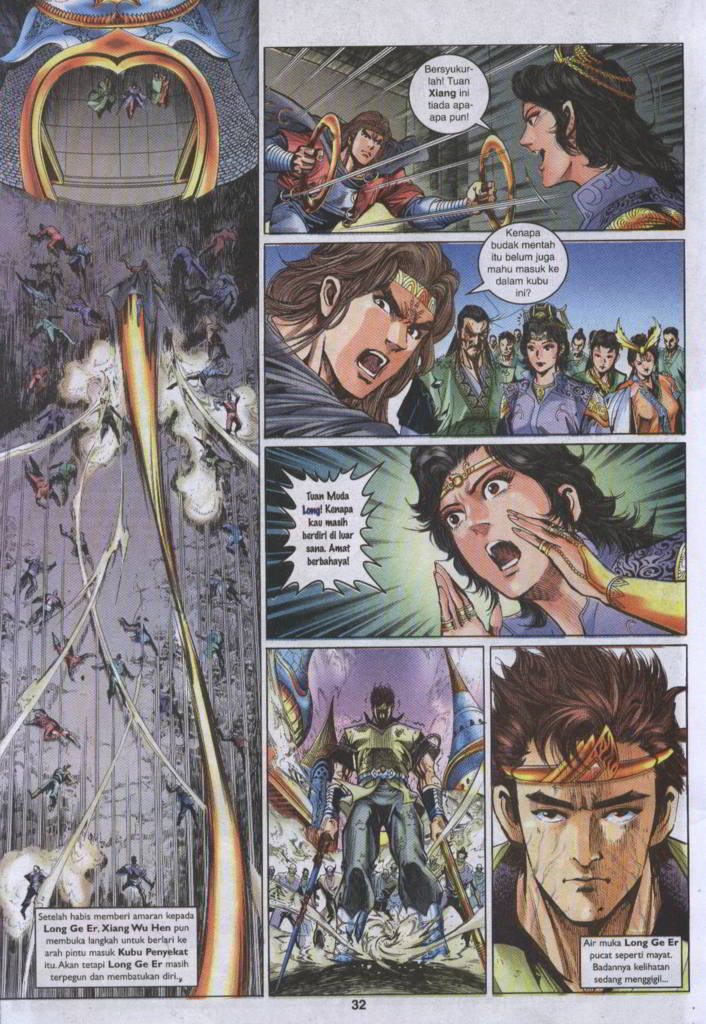 Setelah habis memberi amaran kepada
Long Ge Er, Xiang Wu Hen pun
membuka langkah untuk berlari ke
arah pintu masuk Kubu Penyekat
itu. Akan tetapi Long Ge Er masih
terpegun dan membatukan diri...
Bersyukur-
lah! Tuan
Xiang ini
tiada apa-
apa pun!
Kenapa
budak mentah
itu belum juga
mahu masuk ke
dalam kubu
ini?
Tuan Muda
Long! Kenapa
kau masih
berdiri di luar
sana. Amat
berbahaya!
Air muka Long Ge Er
pucat seperti mayat.
Badannya kelihatan
sedang menggigil...
32